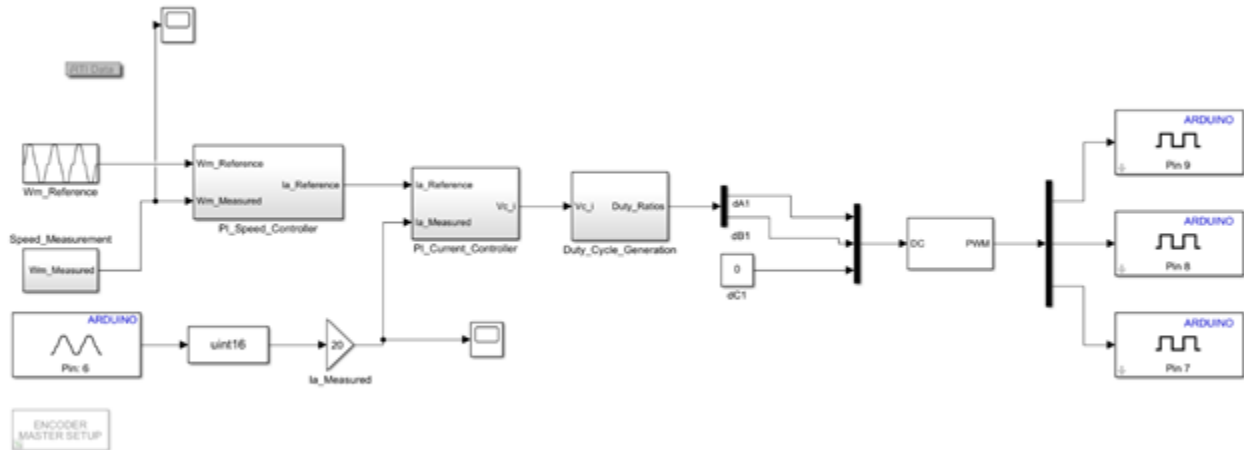 RTI Data
Wm_Reference
Wm_Reference
Wm_Measured
Ia_Reference
PI_Speed_Controller
Ia_Reference
Ia_Measured
Vc_i
PI_Current_Controller
Vc_i
Duty_Ratios
Duty_Cycle_Generation
dA1
dB1
0
dC1
DC
PWM
ARDUINO
Pin 9
ARDUINO
Pin 8
ARDUINO
Pin 7
Speed_Measurement
Wm_Measured
ARDUINO
Pin: 6
uint16
20
Ia_Measured
ENCODER
MASTER SETUP